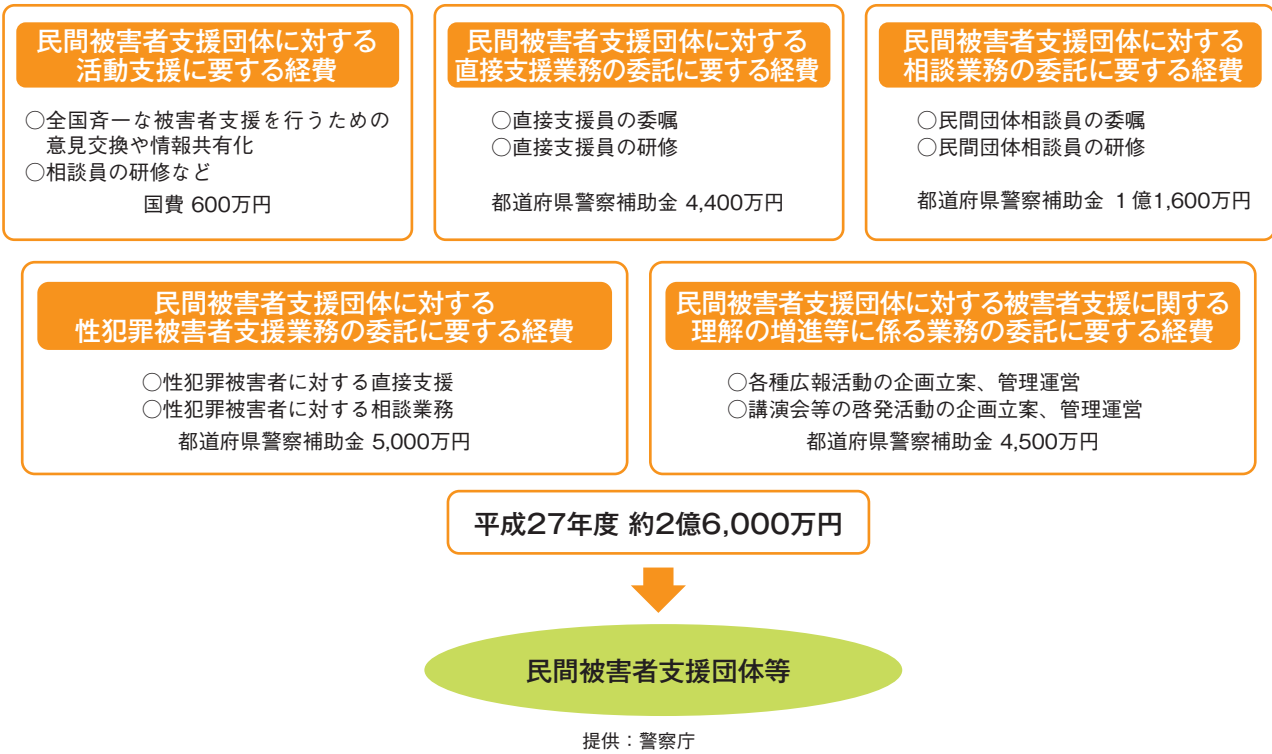 民間被害者支援団体に対する
活動支援に要する経費
○全国斉一な被害者支援を行うための
意見交換や情報共有化
○相談員の研修など
国費 600万円
民間被害者支援団体に対する
直接支援業務の委託に要する経費
○直接支援員の委嘱
○直接支援員の研修
都道府県警察補助金 4,400万円
民間被害者支援団体に対する
相談業務の委託に要する経費
○民間団体相談員の委嘱
○民間団体相談員の研修
都道府県警察補助金 1億1,600万円
民間被害者支援団体に対する
性犯罪被害者支援業務の委託に要する経費
○性犯罪被害者に対する直接支援
○性犯罪被害者に対する相談業務
都道府県警察補助金 5,000万円
民間被害者支援団体に対する被害者支援に関する
理解の増進等に係る業務の委託に要する経費
○各種広報活動の企画立案、管理運営
○講演会等の啓発活動の企画立案、管理運営
都道府県警察補助金 4,500万円
平成27年度 約2億6,000万円
民間被害者支援団体等
提供：警察庁